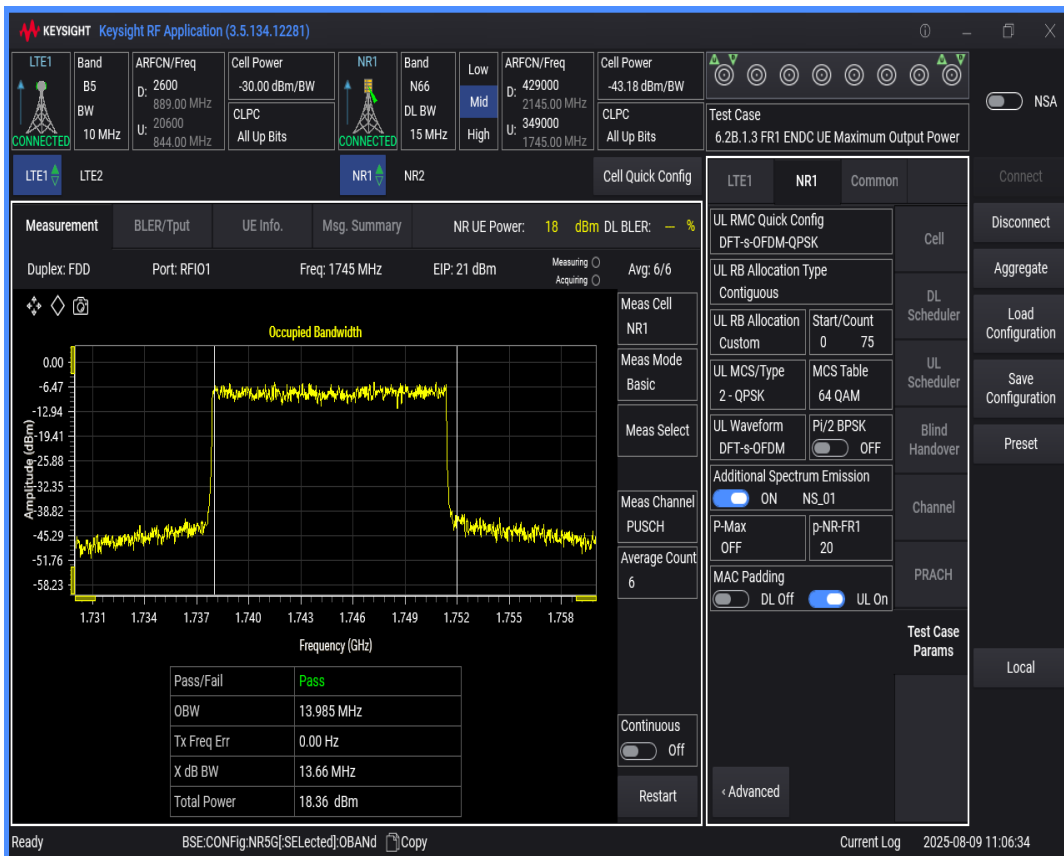 KEYSIGHT Keysight RF Application (3.5.134.12281)
LTE1
CONNECTED
Band
B5
BW
10 MHz
ARFCN/Freq
D: 2600
889.00 MHz
U: 20600
844.00 MHz
Cell Power
-30.00 dBm/BW
CLPC
All Up Bits
NR1
CONNECTED
Band
N66
DL BW
15 MHz
Low
Mid
High
ARFCN/Freq
D: 429000
2145.00 MHz
U: 349000
1745.00 MHz
Cell Power
-43.18 dBm/BW
CLPC
All Up Bits
Test Case
6.2B.1.3 FR1 ENDC UE Maximum Output Power
NSA
LTE1 LTE2 NR1 NR2 Cell Quick Config
Measurement BLER/Tput UE Info. Msg. Summary NR UE Power: 18 dBm DL BLER: -- %
Duplex: FDD Port: RFIO1 Freq: 1745 MHz EIP: 21 dBm Measuring Avg: 6/6
Acquiring
Occupied Bandwidth
Amplitude (dBm)
0.00
-6.47
-12.94
-19.41
-25.88
-32.35
-38.82
-45.29
-51.76
-58.23
1.731 1.734 1.737 1.740 1.743 1.746 1.749 1.752 1.755 1.758
Frequency (GHz)
Pass/Fail Pass
OBW 13.985 MHz
Tx Freq Err 0.00 Hz
X dB BW 13.66 MHz
Total Power 18.36 dBm
Meas Cell
NR1
Meas Mode
Basic
Meas Select
Meas Channel
PUSCH
Average Count
6
Continuous
Off
Restart
LTE1 NR1 Common
UL RMC Quick Config
DFT-s-OFDM-QPSK
UL RB Allocation Type
Contiguous
UL RB Allocation Start/Count
Custom 0 75
UL MCS/Type MCS Table
2 - QPSK 64 QAM
UL Waveform Pi/2 BPSK
DFT-s-OFDM OFF
Additional Spectrum Emission
ON NS_01
P-Max p-NR-FR1
OFF 20
MAC Padding
DL Off UL On
‹ Advanced
Cell
DL
Scheduler
UL
Scheduler
Blind
Handover
Channel
PRACH
Test Case
Params
Connect
Disconnect
Aggregate
Load
Configuration
Save
Configuration
Preset
Local
Ready BSE:CONFig:NR5G[:SELected]:OBANd Copy Current Log 2025-08-09 11:06:34